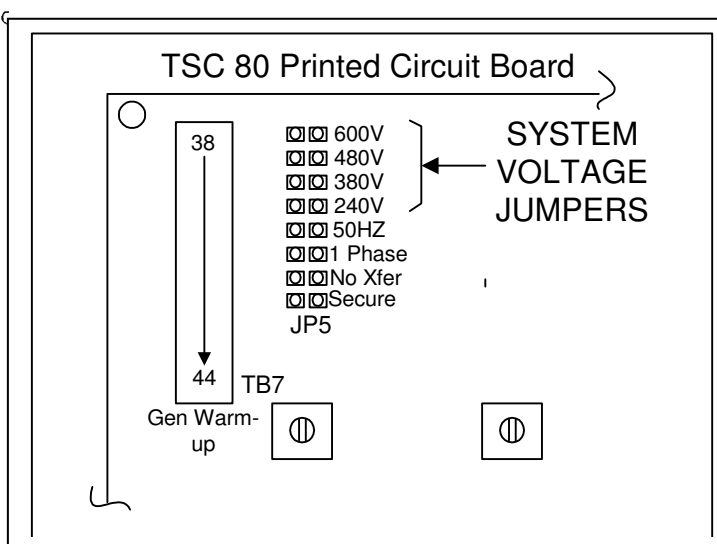 TSC 80 Printed Circuit Board
38
44
TB7
Gen Warm-
up
600V
480V
380V
240V
50HZ
1 Phase
No Xfer
Secure
JP5
SYSTEM
VOLTAGE
JUMPERS